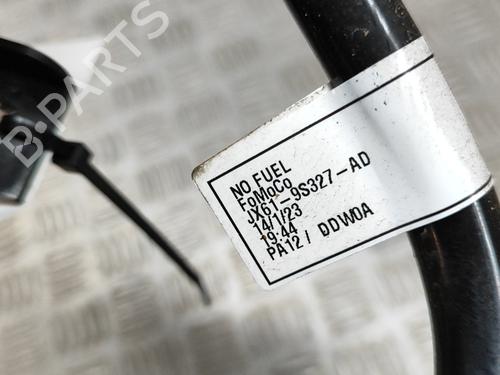 B-PARTS
NO FUEL
FoMoCo
JX61-9S327-AD
14/1/23
19:44
PA12/ DDW0A